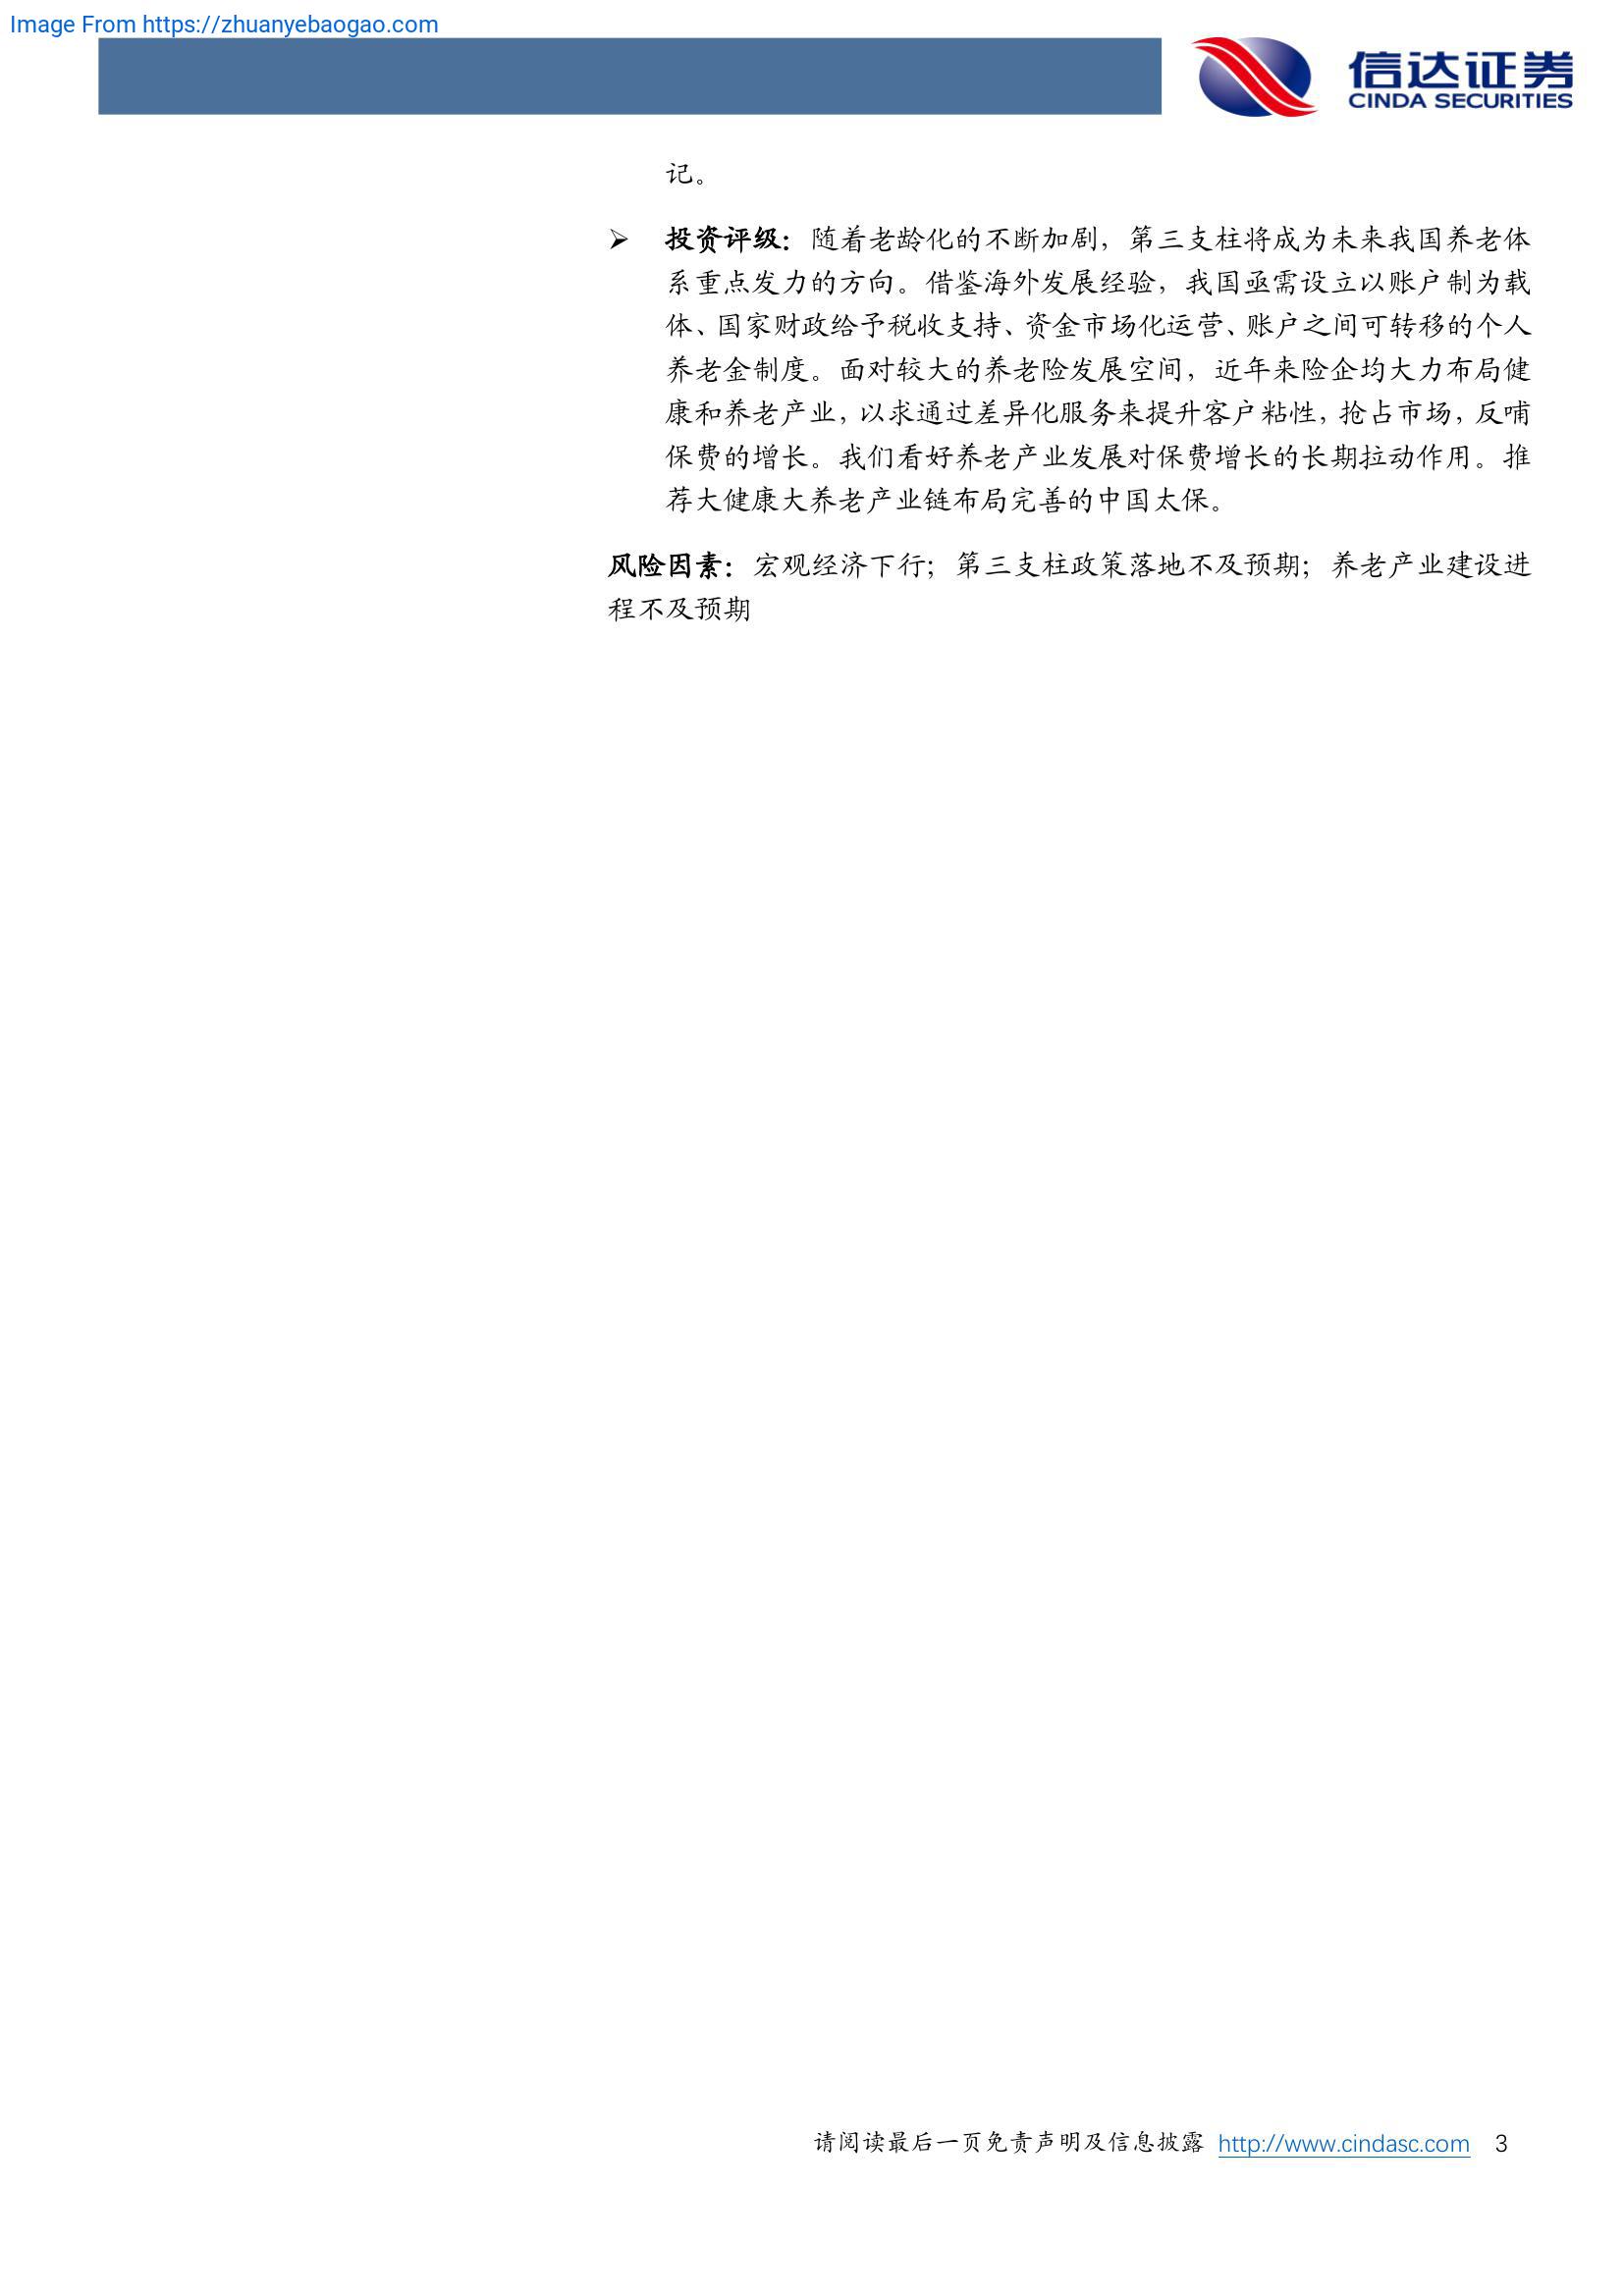 Image From https://zhuanyebaogao.com
信达证券
CINDA SECURITIES
记。
➢ 投资评级：随着老龄化的不断加剧，第三支柱将成为未来我国养老体
系重点发力的方向。借鉴海外发展经验，我国亟需设立以账户制为载
体、国家财政给予税收支持、资金市场化运营、账户之间可转移的个人
养老金制度。面对较大的养老险发展空间，近年来险企均大力布局健
康和养老产业，以求通过差异化服务来提升客户粘性，抢占市场，反哺
保费的增长。我们看好养老产业发展对保费增长的长期拉动作用。推
荐大健康大养老产业链布局完善的中国太保。
风险因素：宏观经济下行；第三支柱政策落地不及预期；养老产业建设进
程不及预期
请阅读最后一页免责声明及信息披露 http://www.cindasc.com 3